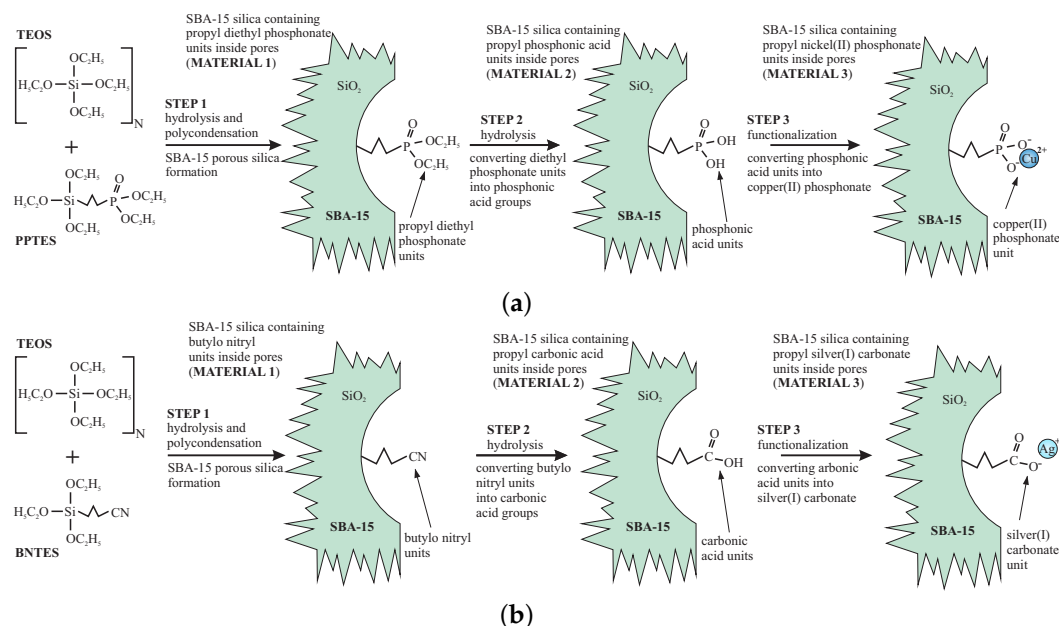 TEOS
OC₂H₅
H₅C₂O—Si—OC₂H₅
OC₂H₅
OC₂H₅
N
+
OC₂H₅
O
H₅C₂O—Si
P
OC₂H₅
OC₂H₅
OC₂H₅
PPTES
STEP 1
hydrolysis and
polycondensation
SBA-15 porous silica
formation
SBA-15 silica containing
propyl diethyl phosphonate
units inside pores
(MATERIAL 1)
SiO₂
O
P
OC₂H₅
OC₂H₅
SBA-15
propyl diethyl
phosphonate
units
STEP 2
hydrolysis
converting diethyl
phosphate units
into phosphonic
acid groups
SBA-15 silica containing
propyl phosphonic acid
units inside pores
(MATERIAL 2)
SiO₂
O
P
OH
OH
SBA-15
phosphonic
acid units
STEP 3
functionalization
converting phosphonic
acid units into
copper(II) phosphonate
SBA-15 silica containing
propyl nickel(II) phosphonate
units inside pores
(MATERIAL 3)
SiO₂
O
P
O⁻
O⁻
Cu
2+
SBA-15
copper(II)
phosphonate
unit
(a)
TEOS
OC₂H₅
H₅C₂O—Si—OC₂H₅
OC₂H₅
OC₂H₅
N
+
OC₂H₅
H₅C₂O—Si
CN
OC₂H₅
BNTES
STEP 1
hydrolysis and
polycondensation
SBA-15 porous silica
formation
SBA-15 silica containing
butylo nitryl
units inside pores
(MATERIAL 1)
SiO₂
CN
SBA-15
butylo nitryl
units
STEP 2
hydrolysis
converting butylo
nitryl units
into carbonic
acid groups
SBA-15 silica containing
propyl carbonic acid
units inside pores
(MATERIAL 2)
SiO₂
O
C
OH
SBA-15
carbonic
acid units
STEP 3
functionalization
converting arbonic
acid units into
silver(I) carbonate
SBA-15 silica containing
propyl silver(I) carbonate
units inside pores
(MATERIAL 3)
SiO₂
O
C
O⁻
Ag
+
SBA-15
silver(I)
carbonate
unit
(b)